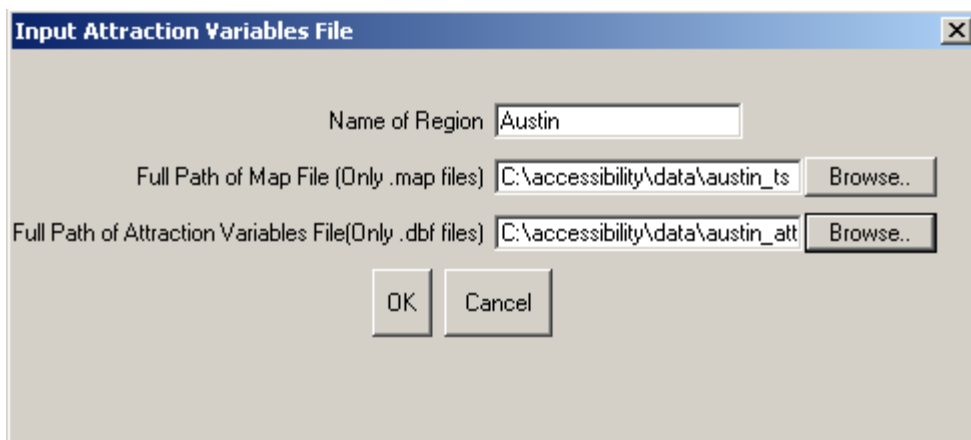 Input Attraction Variables File
Name of Region Austin
Full Path of Map File (Only .map files) C:\accessibility\data\austin_ts Browse..
Full Path of Attraction Variables File(Only .dbf files) C:\accessibility\data\austin_att Browse..
OK Cancel